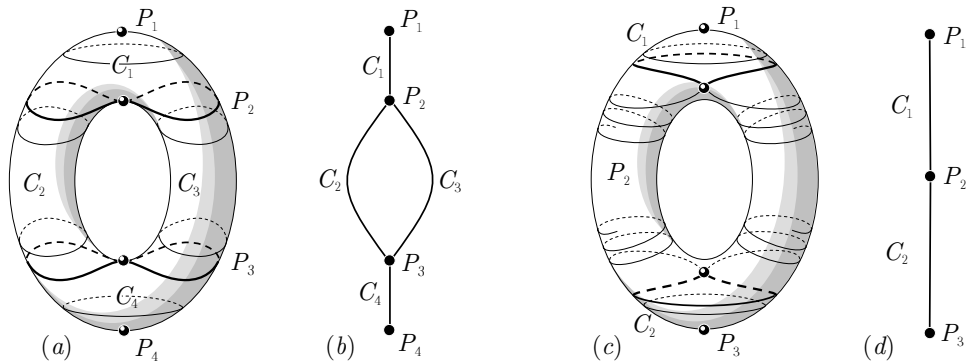 P₁
C₁
P₂
C₂
C₃
P₃
C₄
P₄
(a)
P₁
C₁
P₂
C₂
C₃
P₃
C₄
P₄
(b)
P₁
C₁
P₂
C₂
P₃
(c)
P₁
C₁
P₂
C₂
P₃
(d)